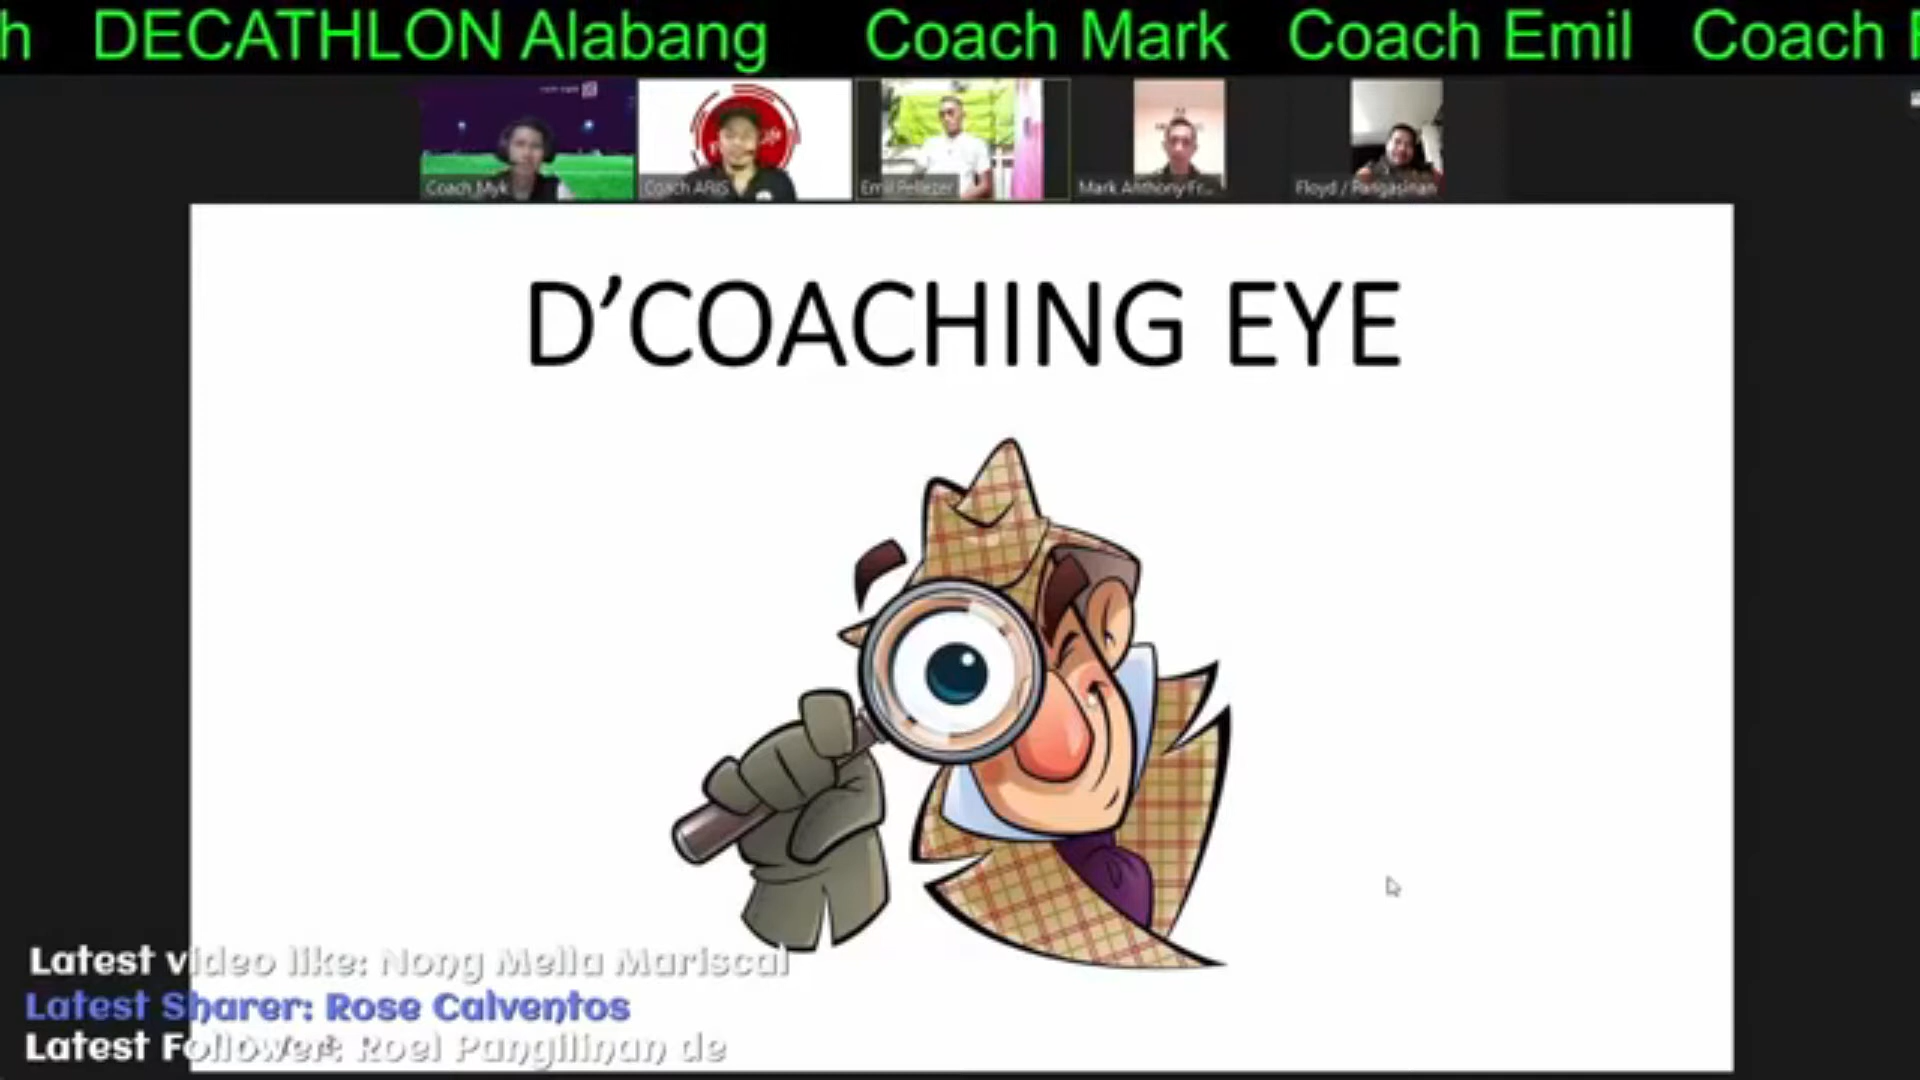 h DECATHLON Alabang Coach Mark Coach Emil Coach
Coach Myk
Coach ARIS
Emil Pellezer
Mark Anthony Fr...
Floyd / Pangasinan
D’COACHING EYE
Latest video like: Nong Mella Mariscal
Latest Sharer: Rose Calventos
Latest Follower: Roel Pangilinan de